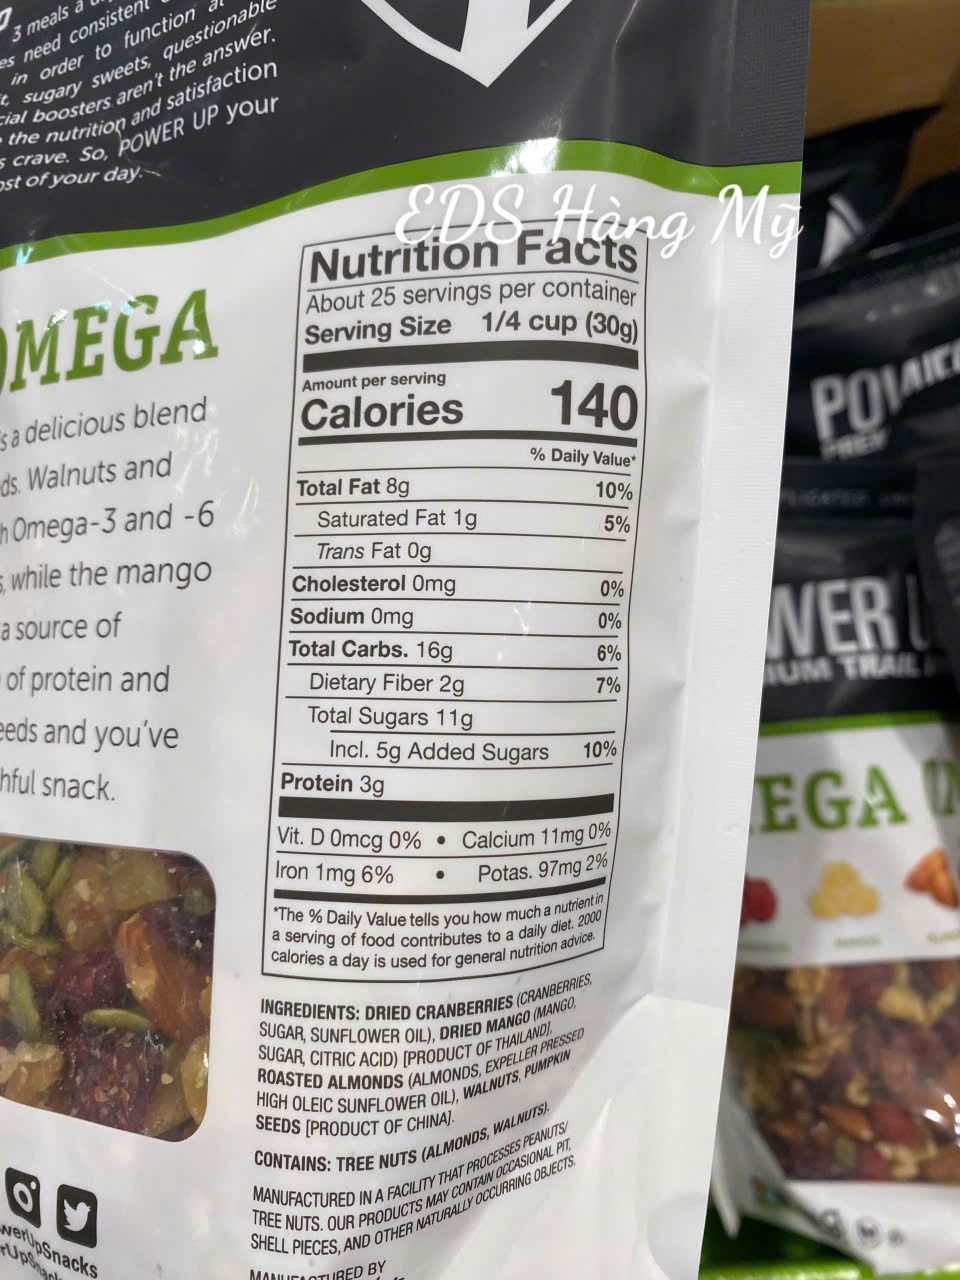 3 meals a
need consistent
in order to function
sugary sweets, questionable
boosters aren't the answer.
the nutrition and satisfaction
crave. So, POWER UP your
of your day.
EDS Hàng Mỹ
OMEGA
a delicious blend
Walnuts and
Omega-3 and -6
while the mango
a source of
of protein and
and you've
snack.
Nutrition Facts
About 25 servings per container
Serving Size 1/4 cup (30g)
Amount per serving
Calories 140
% Daily Value*
Total Fat 8g 10%
Saturated Fat 1g 5%
Trans Fat 0g
Cholesterol 0mg 0%
Sodium 0mg 0%
Total Carbs. 16g 6%
Dietary Fiber 2g 7%
Total Sugars 11g
Incl. 5g Added Sugars 10%
Protein 3g
Vit. D 0mcg 0% • Calcium 11mg 0%
Iron 1mg 6% • Potas. 97mg 2%
*The % Daily Value tells you how much a nutrient in
a serving of food contributes to a daily diet. 2000
calories a day is used for general nutrition advice.
INGREDIENTS: DRIED CRANBERRIES (CRANBERRIES,
SUGAR, SUNFLOWER OIL), DRIED MANGO (MANGO,
SUGAR, CITRIC ACID) [PRODUCT OF THAILAND],
ROASTED ALMONDS (ALMONDS, EXPELLER PRESSED
HIGH OLEIC SUNFLOWER OIL), WALNUTS, PUMPKIN
SEEDS [PRODUCT OF CHINA].
CONTAINS: TREE NUTS (ALMONDS, WALNUTS).
MANUFACTURED IN A FACILITY THAT PROCESSES PEANUTS/
TREE NUTS. OUR PRODUCTS MAY CONTAIN OCCASIONAL PIT,
SHELL PIECES, AND OTHER NATURALLY OCCURRING OBJECTS.
MANUFACTURED BY
werUpSnacks
WER U
UM TRAIL
EGA